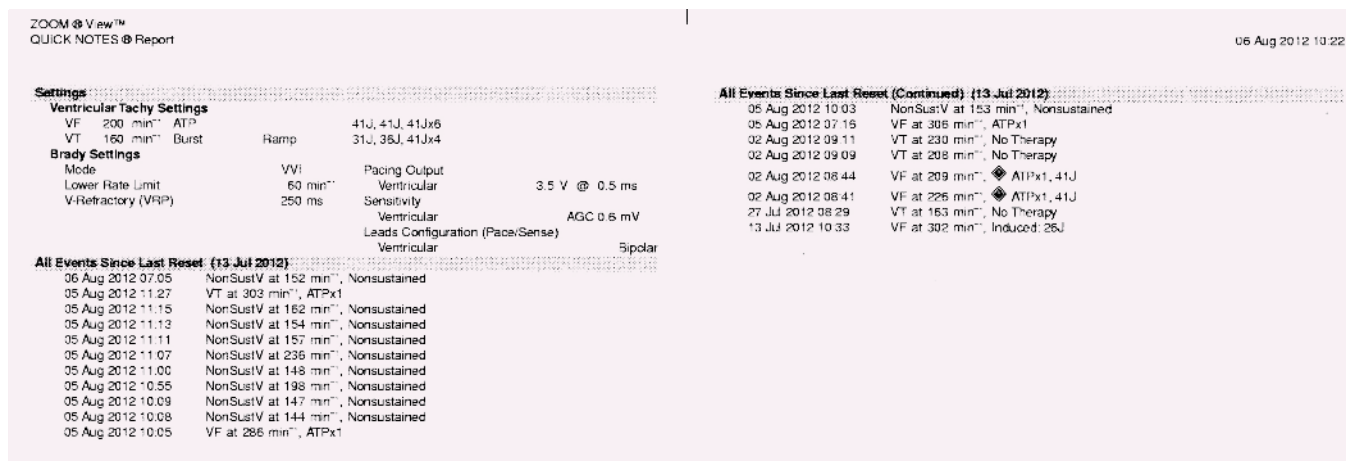 ZOOM ® View™
QUICK NOTES ® Report
06 Aug 2012 10:22
Settings
Ventricular Tachy Settings
VF 200 min⁻¹ ATP 41J, 41J, 41Jx6
VT 160 min⁻¹ Burst Ramp 31J, 36J, 41Jx4
Brady Settings
Mode VVI Pacing Output
Lower Rate Limit 60 min⁻¹ Ventricular 3.5 V @ 0.5 ms
V-Refractory (VRP) 250 ms Sensitivity
Ventricular AGC 0.6 mV
Leads Configuration (Pace/Sense)
Ventricular Bipolar
All Events Since Last Reset (13 Jul 2012)
06 Aug 2012 07:05 NonSustV at 152 min⁻¹, Nonsustained
05 Aug 2012 11:27 VT at 303 min⁻¹, ATPx1
05 Aug 2012 11:15 NonSustV at 162 min⁻¹, Nonsustained
05 Aug 2012 11:13 NonSustV at 154 min⁻¹, Nonsustained
05 Aug 2012 11:11 NonSustV at 157 min⁻¹, Nonsustained
05 Aug 2012 11:07 NonSustV at 236 min⁻¹, Nonsustained
05 Aug 2012 11:00 NonSustV at 148 min⁻¹, Nonsustained
05 Aug 2012 10:55 NonSustV at 198 min⁻¹, Nonsustained
05 Aug 2012 10:09 NonSustV at 147 min⁻¹, Nonsustained
05 Aug 2012 10:08 NonSustV at 144 min⁻¹, Nonsustained
05 Aug 2012 10:05 VF at 286 min⁻¹, ATPx1
All Events Since Last Reset (Continued) (13 Jul 2012)
05 Aug 2012 10:03 NonSustV at 153 min⁻¹, Nonsustained
05 Aug 2012 07:16 VF at 306 min⁻¹, ATPx1
02 Aug 2012 09:11 VT at 230 min⁻¹, No Therapy
02 Aug 2012 09:09 VT at 208 min⁻¹, No Therapy
02 Aug 2012 08:44 VF at 209 min⁻¹, ATPx1, 41J
02 Aug 2012 08:41 VF at 226 min⁻¹, ATPx1, 41J
27 Jul 2012 08:29 VT at 163 min⁻¹, No Therapy
13 Jul 2012 10:33 VF at 302 min⁻¹, Induced: 26J